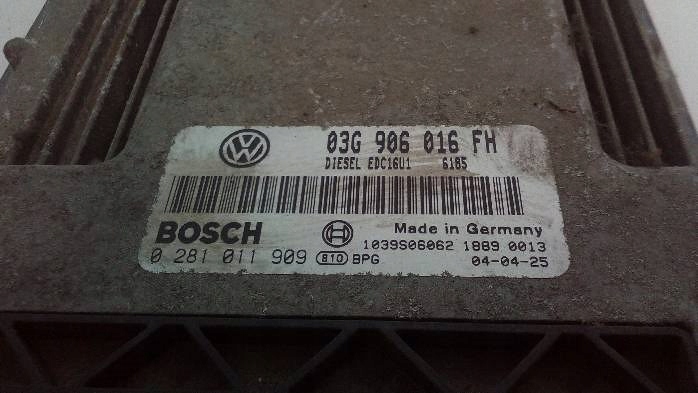 03G 906 016 FH
DIESEL EDC16U1 6185
BOSCH
Made in Germany
1039S06062 1989 0013
0 281 011 909 810 BPG
04-04-25